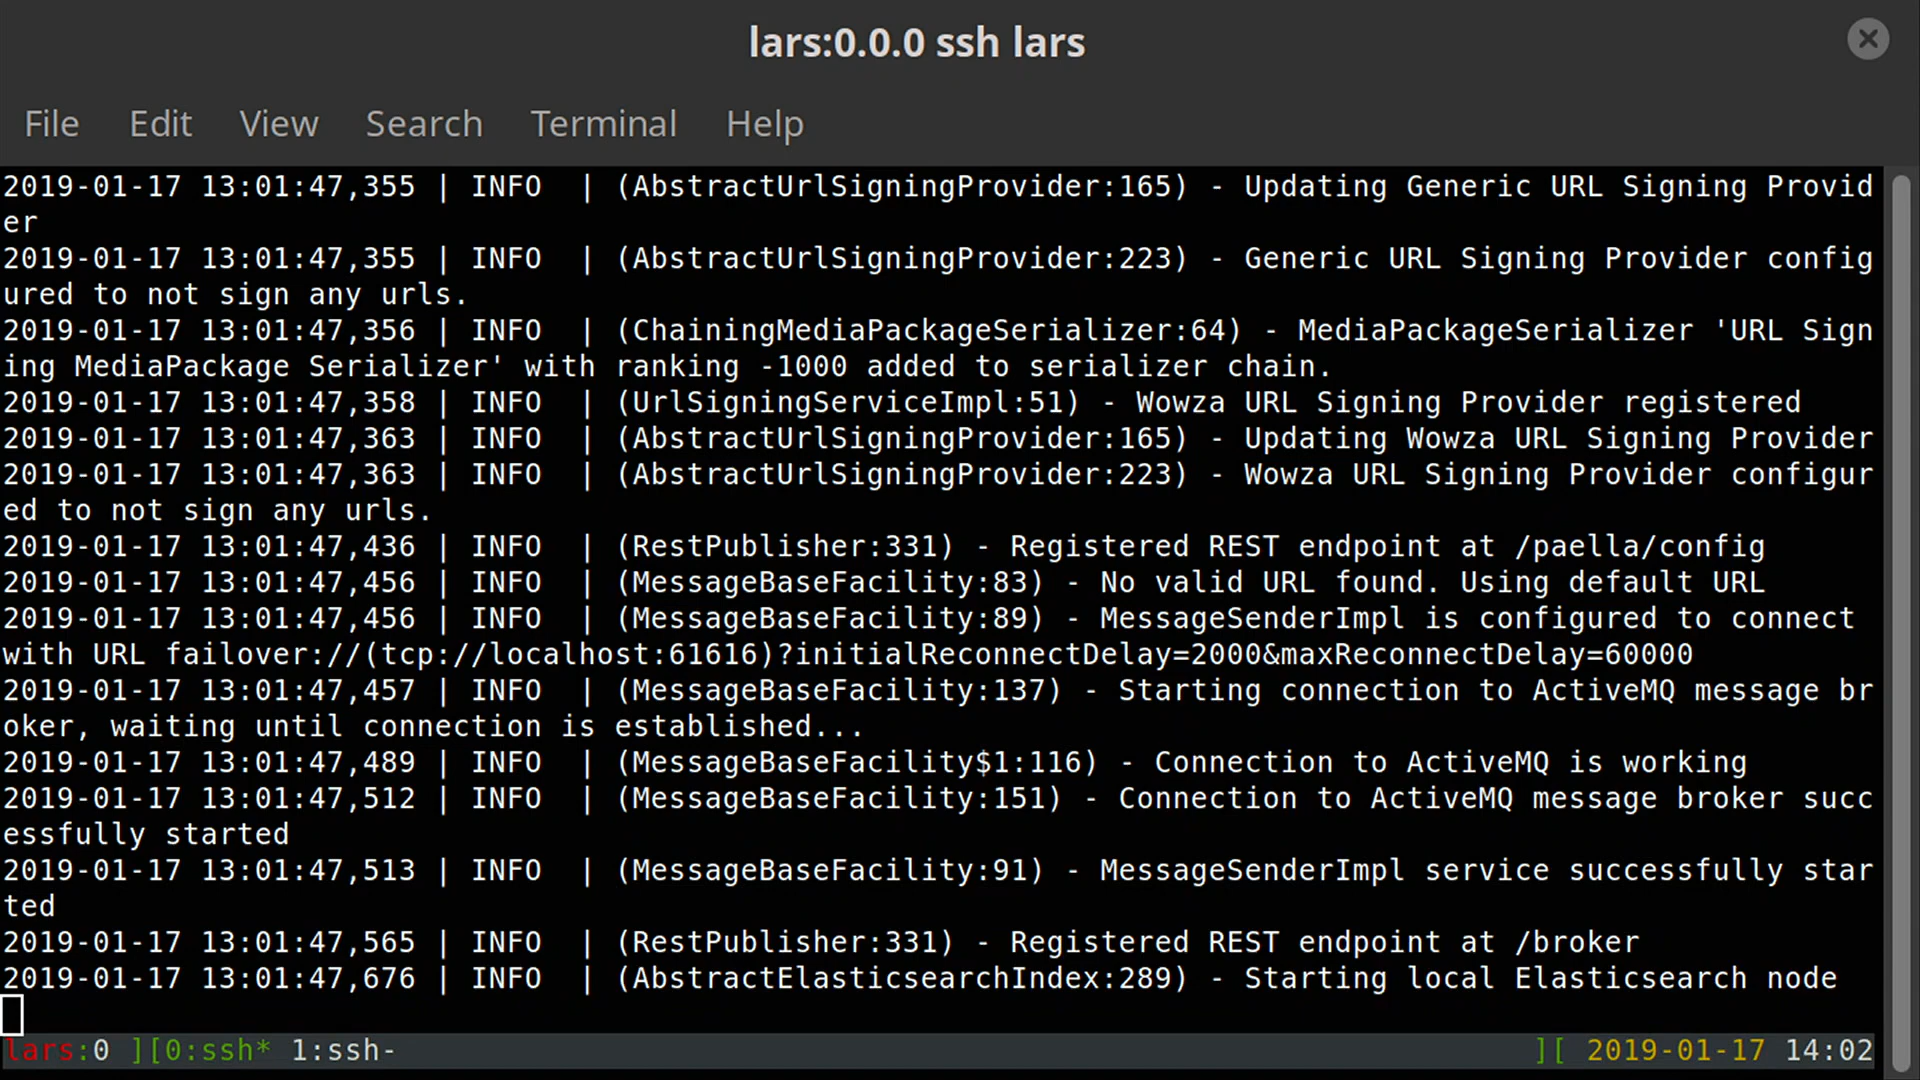 lars:0.0.0 ssh lars
File Edit View Search Terminal Help
2019-01-17 13:01:47,355 | INFO  | (AbstractUrlSigningProvider:165) - Updating Generic URL Signing Provid
er
2019-01-17 13:01:47,355 | INFO  | (AbstractUrlSigningProvider:223) - Generic URL Signing Provider config
ured to not sign any urls.
2019-01-17 13:01:47,356 | INFO  | (ChainingMediaPackageSerializer:64) - MediaPackageSerializer 'URL Sign
ing MediaPackage Serializer' with ranking -1000 added to serializer chain.
2019-01-17 13:01:47,358 | INFO  | (UrlSigningServiceImpl:51) - Wowza URL Signing Provider registered
2019-01-17 13:01:47,363 | INFO  | (AbstractUrlSigningProvider:165) - Updating Wowza URL Signing Provider
2019-01-17 13:01:47,363 | INFO  | (AbstractUrlSigningProvider:223) - Wowza URL Signing Provider configur
ed to not sign any urls.
2019-01-17 13:01:47,436 | INFO  | (RestPublisher:331) - Registered REST endpoint at /paella/config
2019-01-17 13:01:47,456 | INFO  | (MessageBaseFacility:83) - No valid URL found. Using default URL
2019-01-17 13:01:47,456 | INFO  | (MessageBaseFacility:89) - MessageSenderImpl is configured to connect
with URL failover://(tcp://localhost:61616)?initialReconnectDelay=2000&maxReconnectDelay=60000
2019-01-17 13:01:47,457 | INFO  | (MessageBaseFacility:137) - Starting connection to ActiveMQ message br
oker, waiting until connection is established...
2019-01-17 13:01:47,489 | INFO  | (MessageBaseFacility$1:116) - Connection to ActiveMQ is working
2019-01-17 13:01:47,512 | INFO  | (MessageBaseFacility:151) - Connection to ActiveMQ message broker succ
essfully started
2019-01-17 13:01:47,513 | INFO  | (MessageBaseFacility:91) - MessageSenderImpl service successfully star
ted
2019-01-17 13:01:47,565 | INFO  | (RestPublisher:331) - Registered REST endpoint at /broker
2019-01-17 13:01:47,676 | INFO  | (AbstractElasticsearchIndex:289) - Starting local Elasticsearch node
lars:0 ][0:ssh* 1:ssh- ][ 2019-01-17 14:02